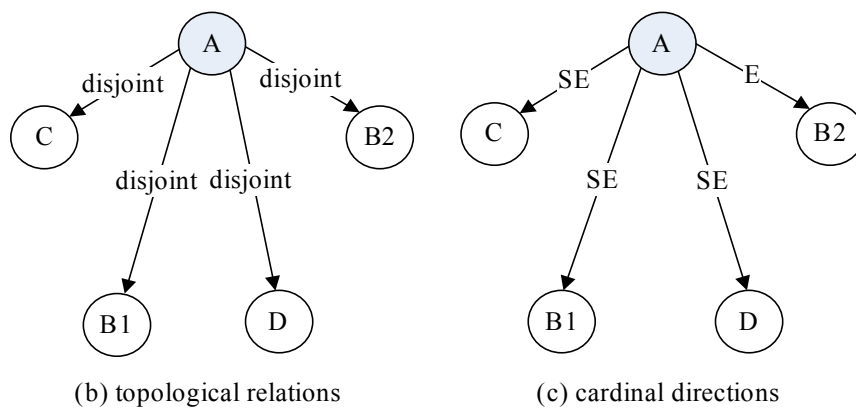 A A
disjoint disjoint SE E
C B2 C B2
disjoint disjoint SE SE
B1 D B1 D
(b) topological relations (c) cardinal directions